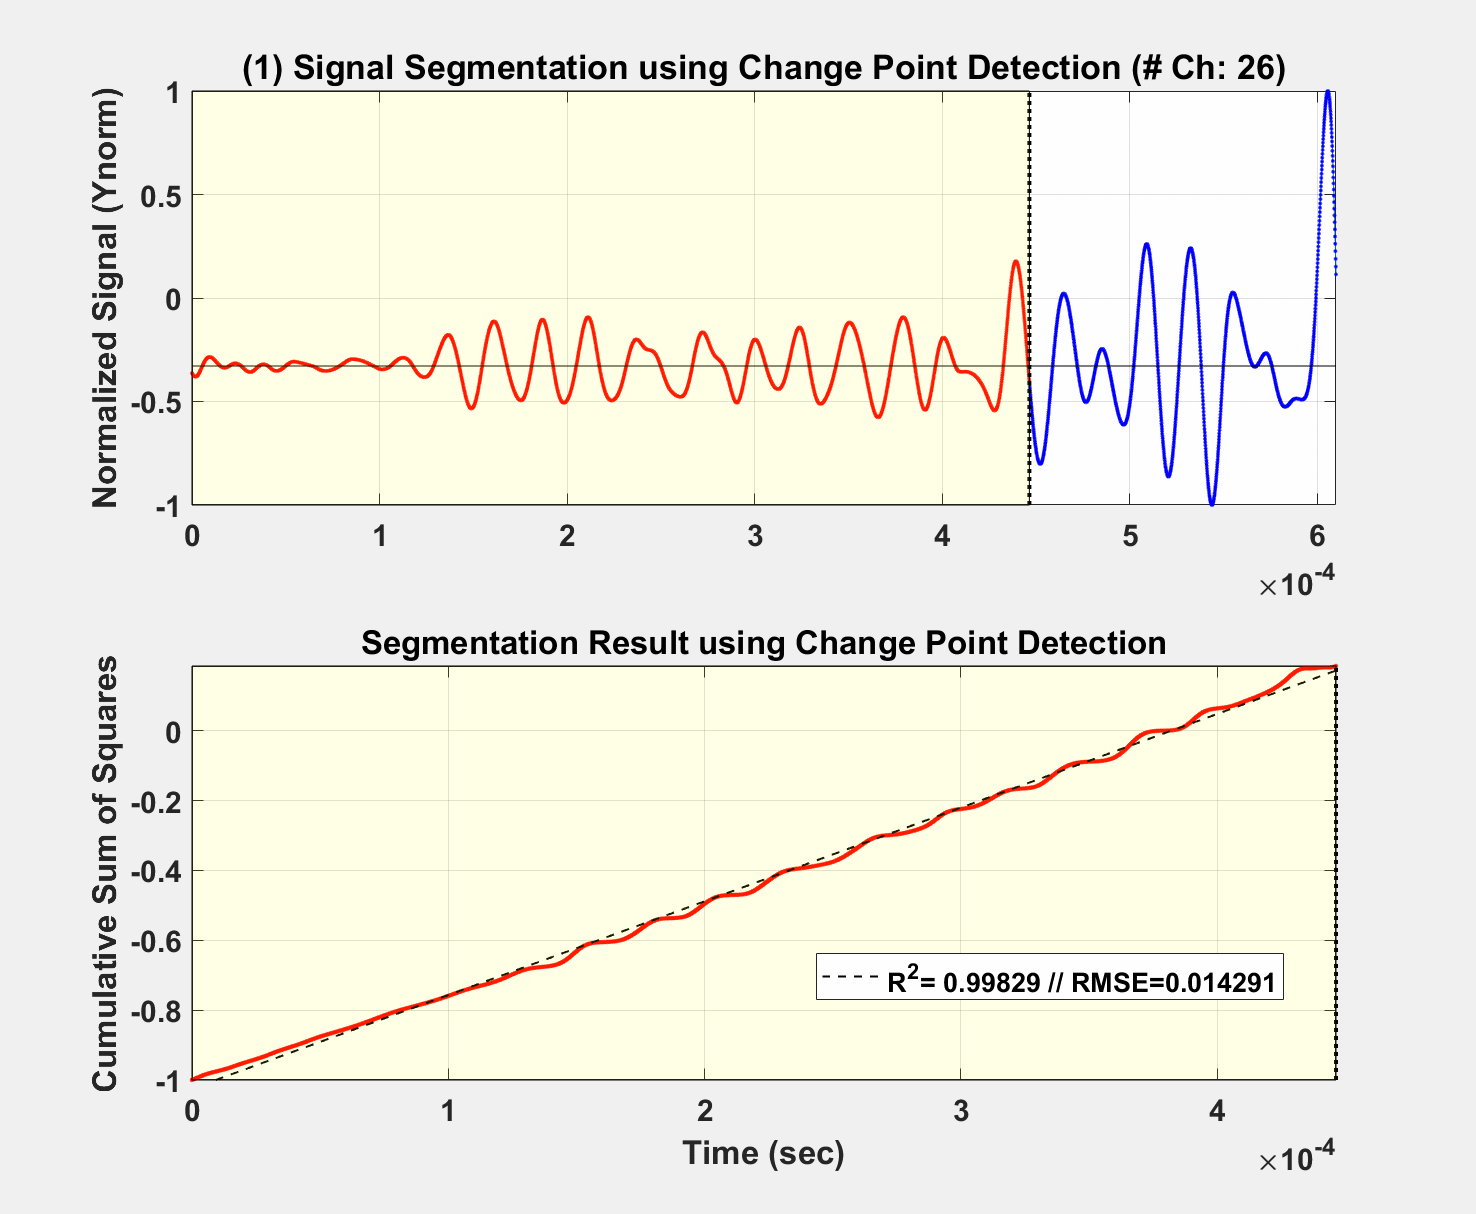 (1) Signal Segmentation using Change Point Detection (# Ch: 26)
Normalized Signal (Ynorm)
1
0.5
0
-0.5
-1
0 1 2 3 4 5 6
×10-4
Segmentation Result using Change Point Detection
Cumulative Sum of Squares
0
-0.2
-0.4
-0.6
-0.8
-1
R2= 0.99829 // RMSE=0.014291
0 1 2 3 4
Time (sec)
×10-4